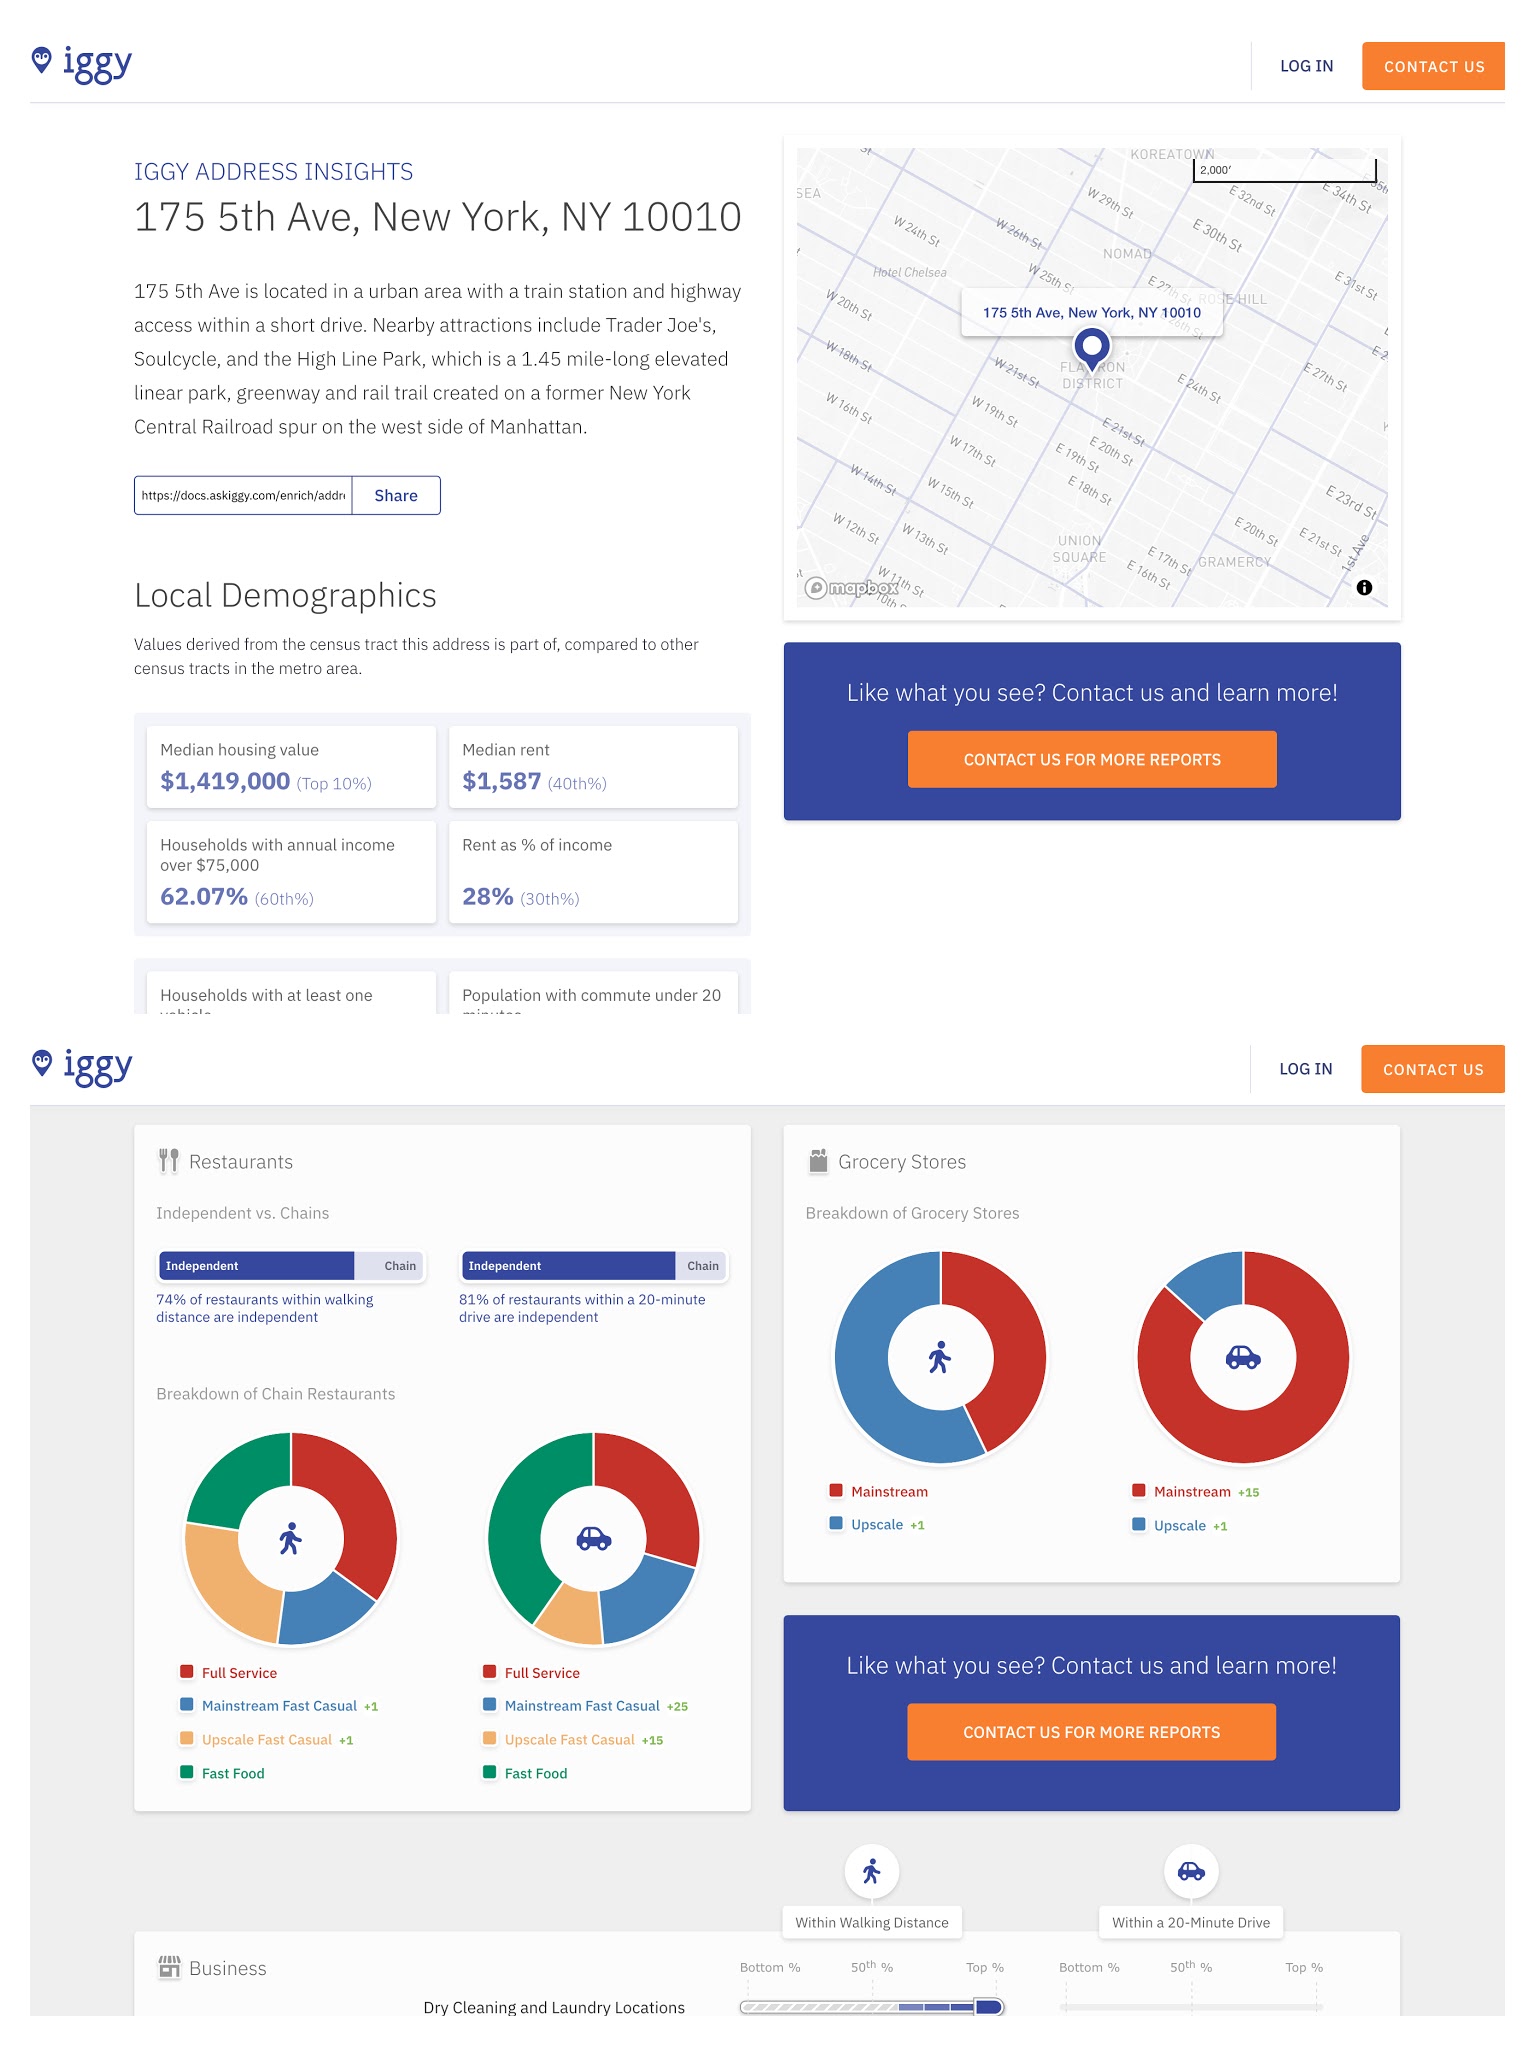 iggy
LOG IN
CONTACT US
IGGY ADDRESS INSIGHTS
175 5th Ave, New York, NY 10010
175 5th Ave is located in a urban area with a train station and highway
access within a short drive. Nearby attractions include Trader Joe's,
Soulcycle, and the High Line Park, which is a 1.45 mile-long elevated
linear park, greenway and rail trail created on a former New York
Central Railroad spur on the west side of Manhattan.
https://docs.askiggy.com/enrich/addre
Share
KOREATOWN
2,000'
SEA
W 29th St
E 32nd St
E 34th St
35th
W 24th St
W 26th St
E 30th St
NOMAD
Hotel Chelsea
W 25th St
E 27th St
ROSE HILL
E 31st St
W 20th St
175 5th Ave, New York, NY 10010
W 18th St
W 21st St
FLATIRON
DISTRICT
E 24th St
E 27th St
W 16th St
W 19th St
E 21st St
W 17th St
E 20th St
E 19th St
W 14th St
W 15th St
E 18th St
E 23rd St
W 12th St
W 13th St
UNION
SQUARE
E 17th St
E 16th St
E 20th St
E 21st St
1st Ave
GRAMERCY
W 11th St
10th St
mapbox
Local Demographics
Values derived from the census tract this address is part of, compared to other
census tracts in the metro area.
Median housing value
$1,419,000 (Top 10%)
Median rent
$1,587 (40th%)
Households with annual income
over $75,000
62.07% (60th%)
Rent as % of income
28% (30th%)
Households with at least one
vehicle
Population with commute under 20
minutes
Like what you see? Contact us and learn more!
CONTACT US FOR MORE REPORTS
iggy
LOG IN
CONTACT US
Restaurants
Independent vs. Chains
Independent
Chain
74% of restaurants within walking
distance are independent
Independent
Chain
81% of restaurants within a 20-minute
drive are independent
Breakdown of Chain Restaurants
Full Service
Mainstream Fast Casual +1
Upscale Fast Casual +1
Fast Food
Full Service
Mainstream Fast Casual +25
Upscale Fast Casual +15
Fast Food
Grocery Stores
Breakdown of Grocery Stores
Mainstream
Upscale +1
Mainstream +15
Upscale +1
Like what you see? Contact us and learn more!
CONTACT US FOR MORE REPORTS
Within Walking Distance
Within a 20-Minute Drive
Business
Bottom %
50th %
Top %
Bottom %
50th %
Top %
Dry Cleaning and Laundry Locations